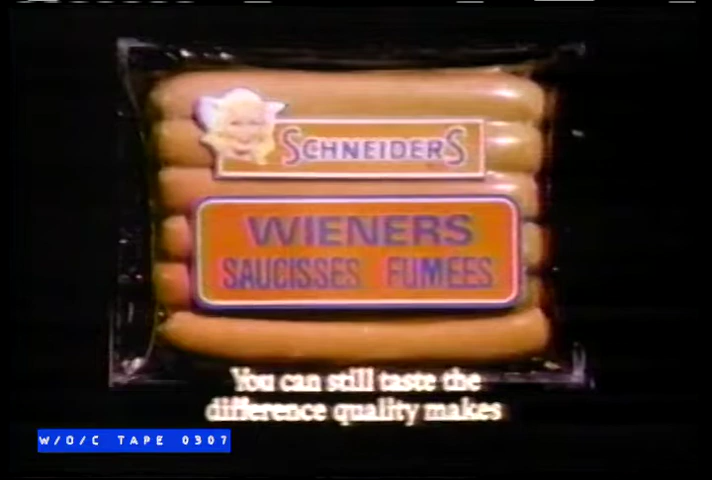 SCHNEIDERS
WIENERS
SAUCISSES FUMEES
You can still taste the
difference quality makes
W/O/C TAPE 0307